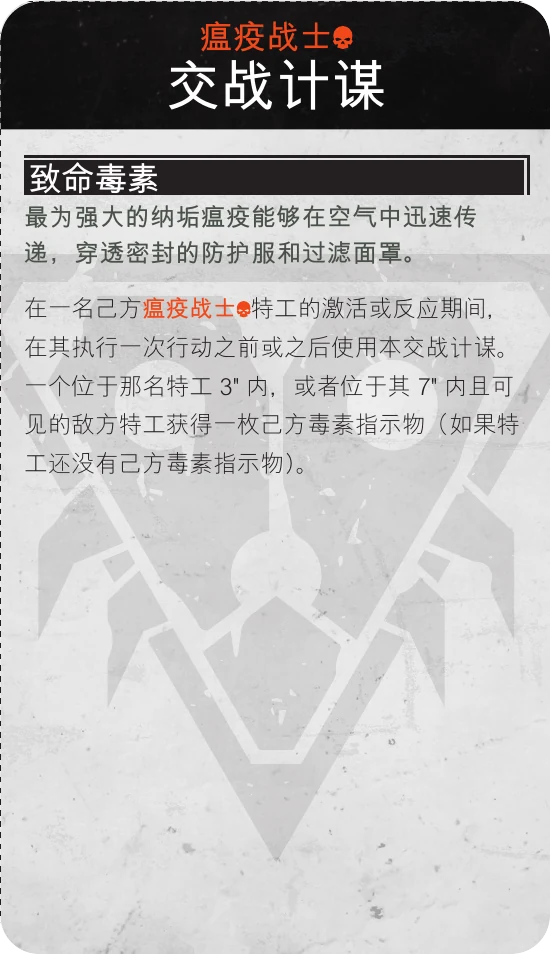 瘟疫战士
交战计谋
致命毒素
最为强大的纳垢瘟疫能够在空气中迅速传
递，穿透密封的防护服和过滤面罩。
在一名己方瘟疫战士特工的激活或反应期间，
在其执行一次行动之前或之后使用本交战计谋。
一个位于那名特工 3" 内，或者位于其 7" 内且可
见的敌方特工获得一枚己方毒素指示物（如果特
工还没有己方毒素指示物）。